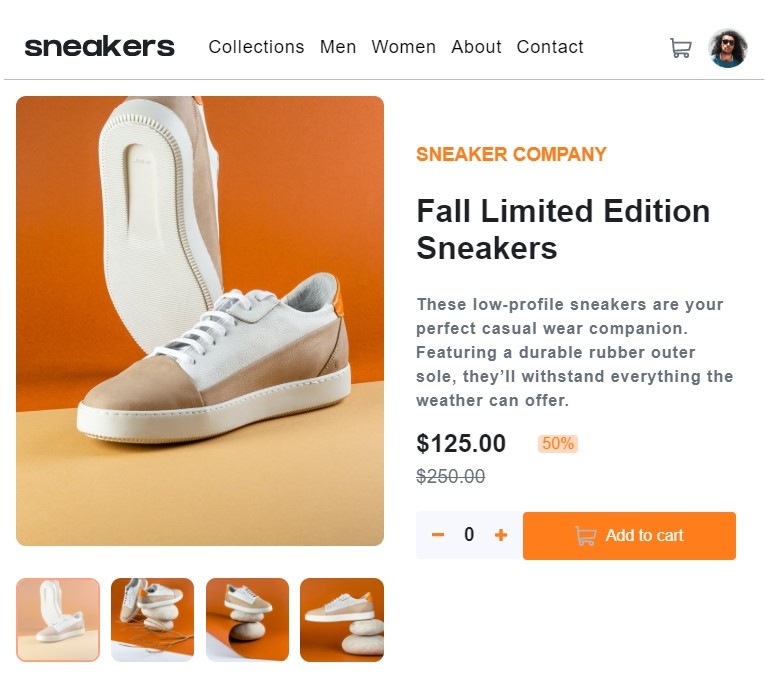 sneakers
Collections Men Women About Contact
SNEAKER COMPANY
Fall Limited Edition
Sneakers
These low-profile sneakers are your
perfect casual wear companion.
Featuring a durable rubber outer
sole, they’ll withstand everything the
weather can offer.
$125.00 50%
$250.00
0
Add to cart